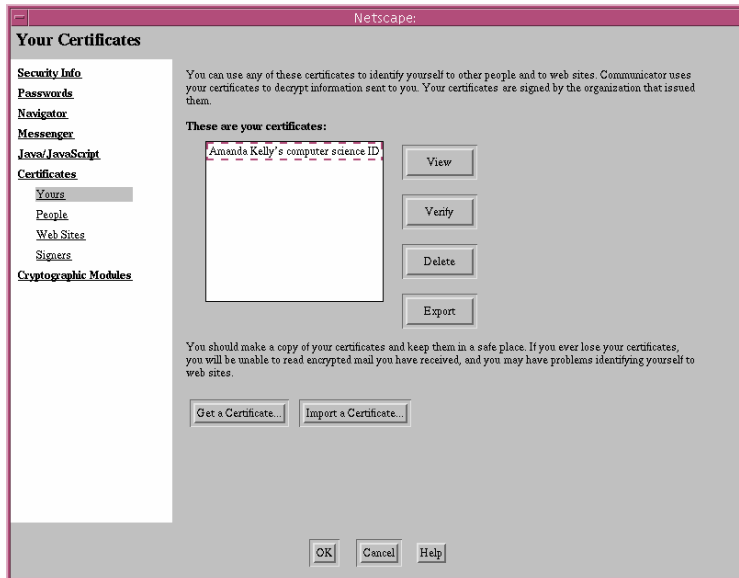 Netscape:
Your Certificates
Security Info
Passwords
Navigator
Messenger
Java/JavaScript
Certificates
Yours
People
Web Sites
Signers
Cryptographic Modules
You can use any of these certificates to identify yourself to other people and to web sites. Communicator uses
your certificates to decrypt information sent to you. Your certificates are signed by the organization that issued
them.
These are your certificates:
Amanda Kelly's computer science ID
View
Verify
Delete
Export
You should make a copy of your certificates and keep them in a safe place. If you ever lose your certificates,
you will be unable to read encrypted mail you have received, and you may have problems identifying yourself to
web sites.
Get a Certificate...
Import a Certificate...
OK
Cancel
Help